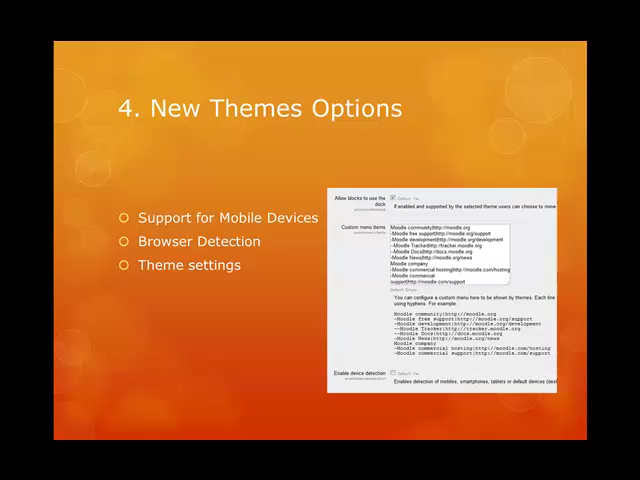 4. New Themes Options
Support for Mobile Devices
Browser Detection
Theme settings
Allow blocks to use the
dock
Default: Yes
If enabled and supported by the selected theme users can choose to move
Custom menu items
Moodle community|http://moodle.org
-Moodle free support|http://moodle.org/support
-Moodle development|http://moodle.org/development
--Moodle Tracker|http://tracker.moodle.org
--Moodle Docs|http://docs.moodle.org
-Moodle News|http://moodle.org/news
Moodle company
-Moodle commercial hosting|http://moodle.com/hosting
-Moodle commercial
support|http://moodle.com/support
Default: Empty
You can configure a custom menu here to be shown by themes. Each line
using hyphens. For example:
Moodle community|http://moodle.org
-Moodle free support|http://moodle.org/support
-Moodle development|http://moodle.org/development
--Moodle Tracker|http://tracker.moodle.org
--Moodle Docs|http://docs.moodle.org
-Moodle News|http://moodle.org/news
Moodle company
-Moodle commercial hosting|http://moodle.com/hosting
-Moodle commercial support|http://moodle.com/support
Enable device detection
Default: Yes
Enables detection of mobiles, smartphones, tablets or default devices (des